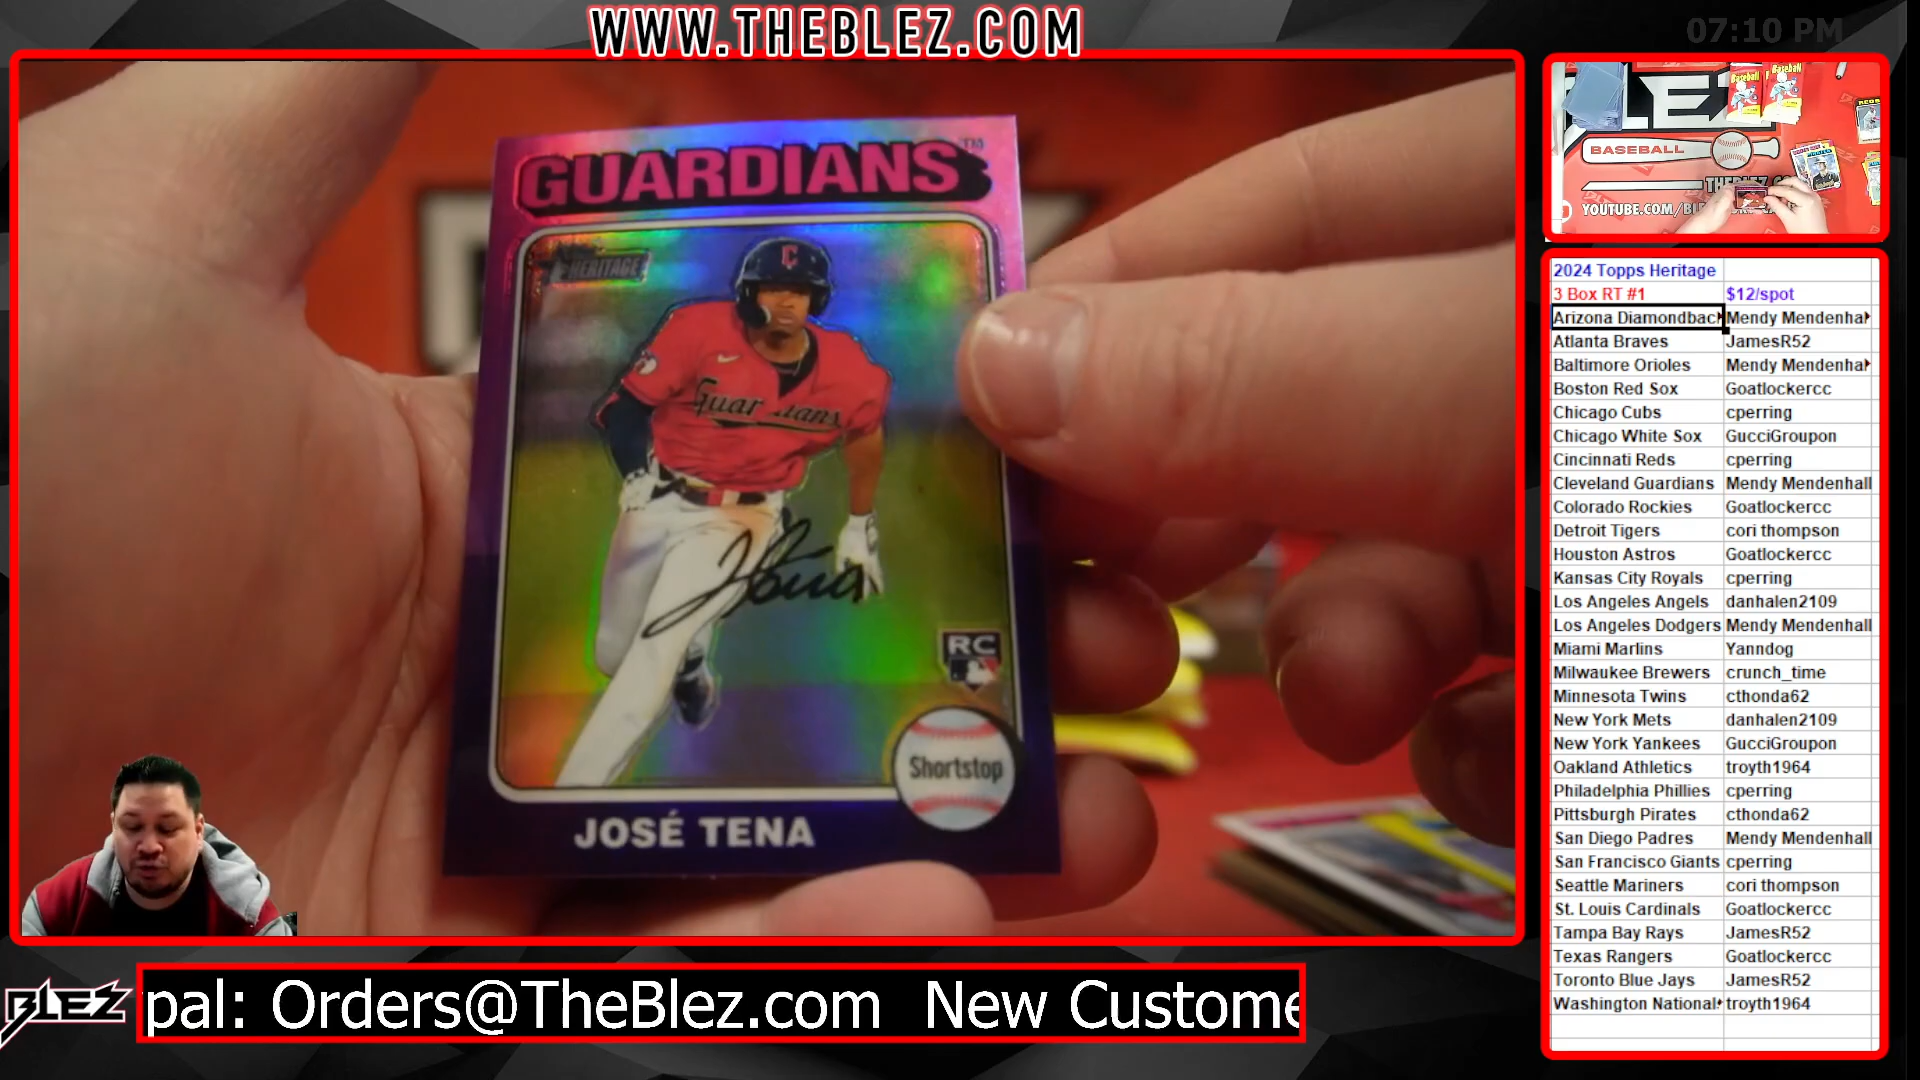 WWW.THEBLEZ.COM
07:10 PM
GUARDIANS™
HERITAGE
Guardians
RC
Shortstop
JOSÉ TENA
Baseball
Baseball
REDS
BASEBALL
YOUTUBE.COM/BL
2024 Topps Heritage
3 Box RT #1 $12/spot
Arizona Diamondbac Mendy Mendenhal
Atlanta Braves JamesR52
Baltimore Orioles Mendy Mendenhal
Boston Red Sox Goatlockercc
Chicago Cubs cperring
Chicago White Sox GucciGroupon
Cincinnati Reds cperring
Cleveland Guardians Mendy Mendenhall
Colorado Rockies Goatlockercc
Detroit Tigers cori thompson
Houston Astros Goatlockercc
Kansas City Royals cperring
Los Angeles Angels danhalen2109
Los Angeles Dodgers Mendy Mendenhall
Miami Marlins Yanndog
Milwaukee Brewers crunch_time
Minnesota Twins cthonda62
New York Mets danhalen2109
New York Yankees GucciGroupon
Oakland Athletics troyth1964
Philadelphia Phillies cperring
Pittsburgh Pirates cthonda62
San Diego Padres Mendy Mendenhall
San Francisco Giants cperring
Seattle Mariners cori thompson
St. Louis Cardinals Goatlockercc
Tampa Bay Rays JamesR52
Texas Rangers Goatlockercc
Toronto Blue Jays JamesR52
Washington National troyth1964
BLEZ
pal: Orders@TheBlez.com New Custome